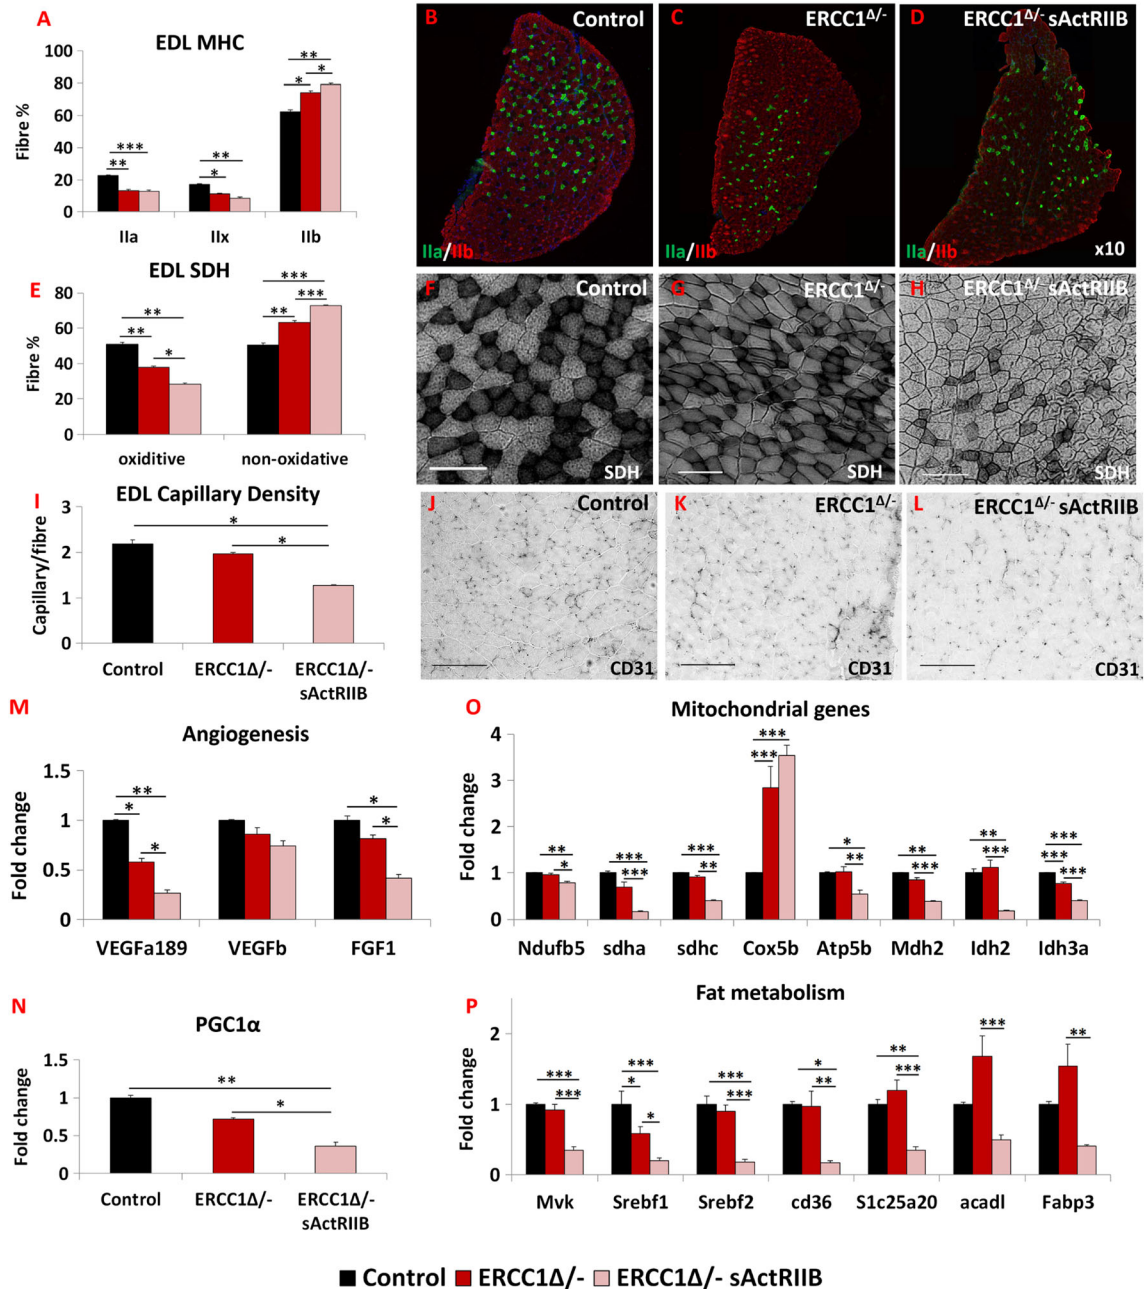 A
EDL MHC
Fibre %
100
80
60
40
20
0
***
**
**
*
**
*
*
IIa
IIx
IIb
B
Control
IIa/IIb
C
ERCC1Δ/-
IIa/IIb
D
ERCC1Δ/- sActRIIB
IIa/IIb
x10
E
EDL SDH
Fibre %
80
60
40
20
0
**
**
*
***
***
**
oxiditive
non-oxidative
F
Control
SDH
G
ERCC1Δ/-
SDH
H
ERCC1Δ/- sActRIIB
SDH
I
EDL Capillary Density
Capillary/fibre
3
2
1
0
*
*
Control
ERCC1Δ/-
ERCC1Δ/-
sActRIIB
J
Control
CD31
K
ERCC1Δ/-
CD31
L
ERCC1Δ/- sActRIIB
CD31
M
Angiogenesis
Fold change
1.5
1
0.5
0
**
*
*
*
*
VEGFa189
VEGFb
FGF1
O
Mitochondrial genes
Fold change
4
3
2
1
0
**
*
***
***
***
**
***
***
*
**
**
***
**
***
***
***
***
Ndufb5
sdha
sdhc
Cox5b
Atp5b
Mdh2
Idh2
Idh3a
N
PGC1α
Fold change
1.5
1
0.5
0
**
*
Control
ERCC1Δ/-
ERCC1Δ/-
sActRIIB
P
Fat metabolism
Fold change
2
1
0
***
***
***
*
*
***
***
*
**
**
***
***
**
Mvk
Srebf1
Srebf2
cd36
S1c25a20
acadl
Fabp3
Control
ERCC1Δ/-
ERCC1Δ/- sActRIIB